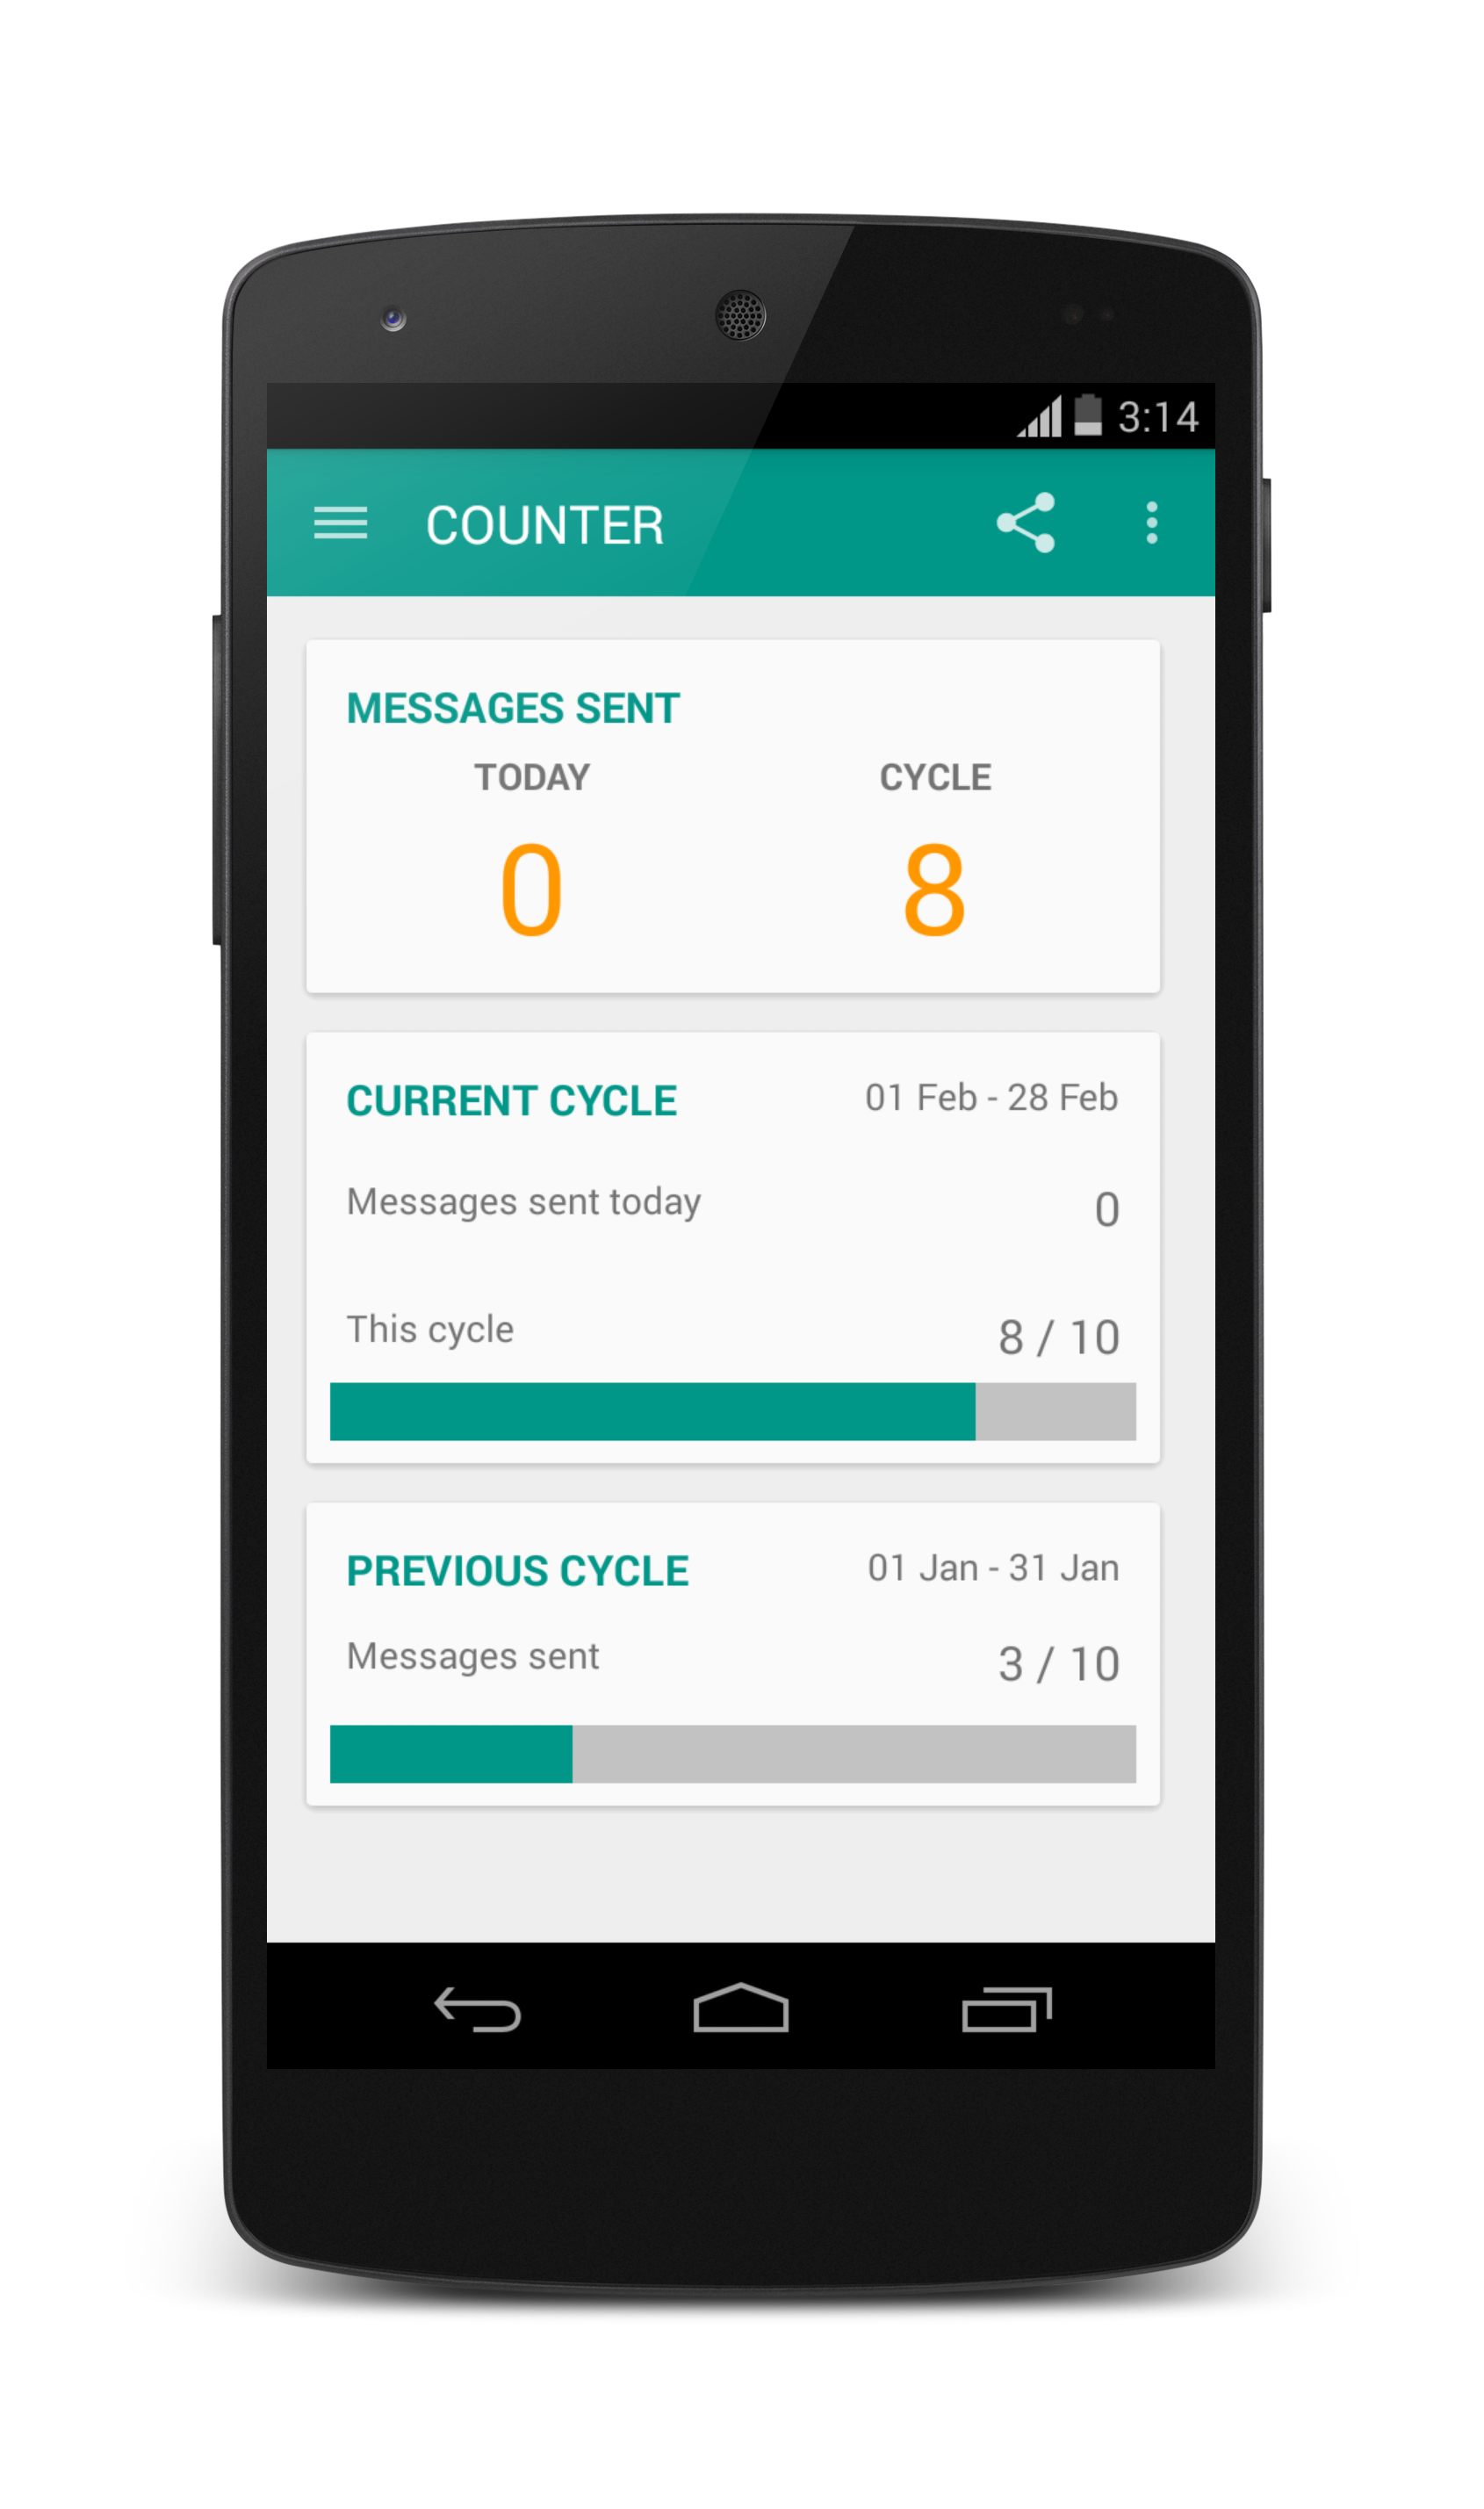 3:14
COUNTER
MESSAGES SENT
TODAY CYCLE
0 8
CURRENT CYCLE 01 Feb - 28 Feb
Messages sent today 0
This cycle 8 / 10
PREVIOUS CYCLE 01 Jan - 31 Jan
Messages sent 3 / 10